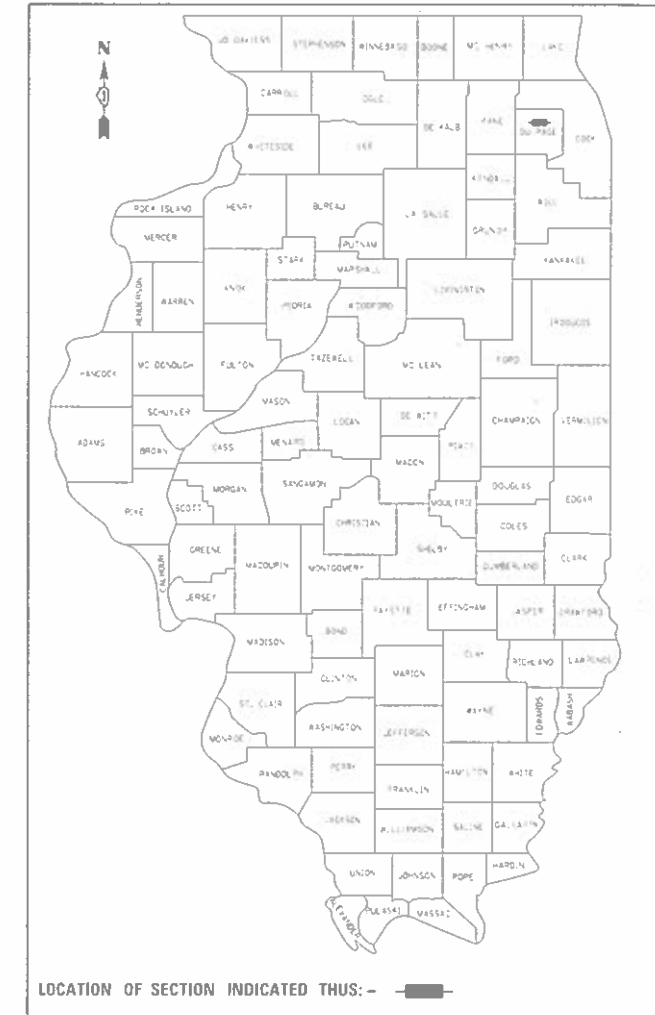 JO DAVIESS STEPHENSON WINNEBAGO BOONE MC HENRY LAKE
N
CARROLL OGLE DE KALB KANE DU PAGE COOK
WHITESIDE LEE
KENDALL
ROCK ISLAND HENRY BUREAU LA SALLE GRUNDY WILL
MERCER PUTNAM
STARK MARSHALL KANKAKEE
HENDERSON WARREN KNOX PEORIA WOODFORD LIVINGSTON IROQUOIS
HANCOCK MC DONOUGH FULTON TAZEWELL MC LEAN FORD
SCHUYLER MASON
ADAMS BROWN CASS MENARD LOGAN DE WITT PIATT CHAMPAIGN VERMILION
MORGAN SANGAMON MACON DOUGLAS
PIKE SCOTT CHRISTIAN MOULTRIE COLES EDGAR
CALHOUN GREENE MACOUPIN MONTGOMERY SHELBY CUMBERLAND CLARK
JERSEY
FAYETTE EFFINGHAM JASPER CRAWFORD
MADISON BOND
CLAY RICHLAND LAWRENCE
CLINTON MARION
ST. CLAIR WAYNE EDWARDS WABASH
WASHINGTON JEFFERSON
MONROE
RANDOLPH PERRY HAMILTON WHITE
FRANKLIN
JACKSON WILLIAMSON SALINE GALLATIN
UNION JOHNSON POPE HARDIN
ALEXANDER PULASKI MASSAC
LOCATION OF SECTION INDICATED THUS: -